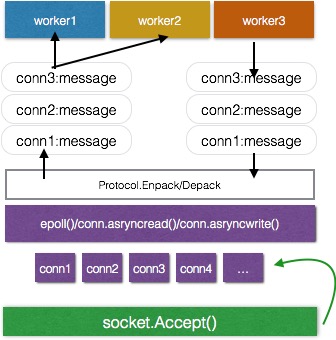 worker1 worker2 worker3
conn3:message conn3:message
conn2:message conn2:message
conn1:message conn1:message
Protocol.Enpack/Depack
epoll()/conn.asryncread()/conn.asryncwrite()
conn1 conn2 conn3 conn4 ...
socket.Accept()